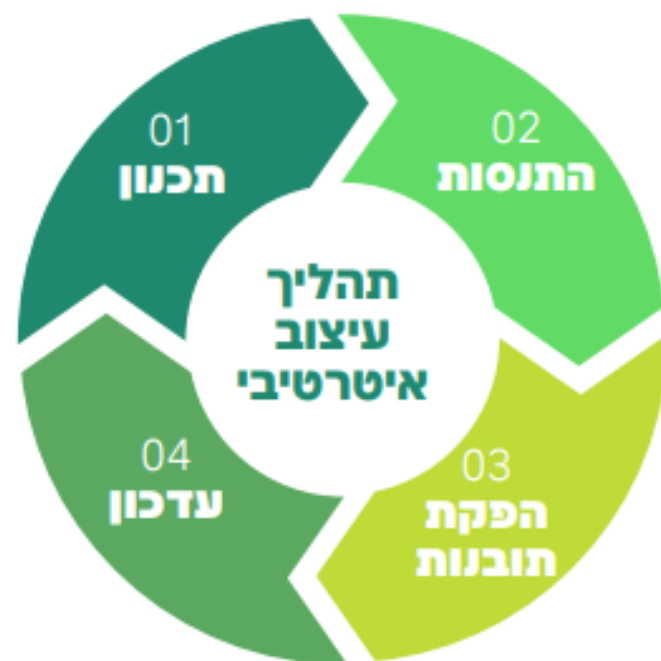 01
תכנון
02
התנסות
03
הפקת
תובנות
04
עדכון
תהליך
עיצוב
איטרטיבי